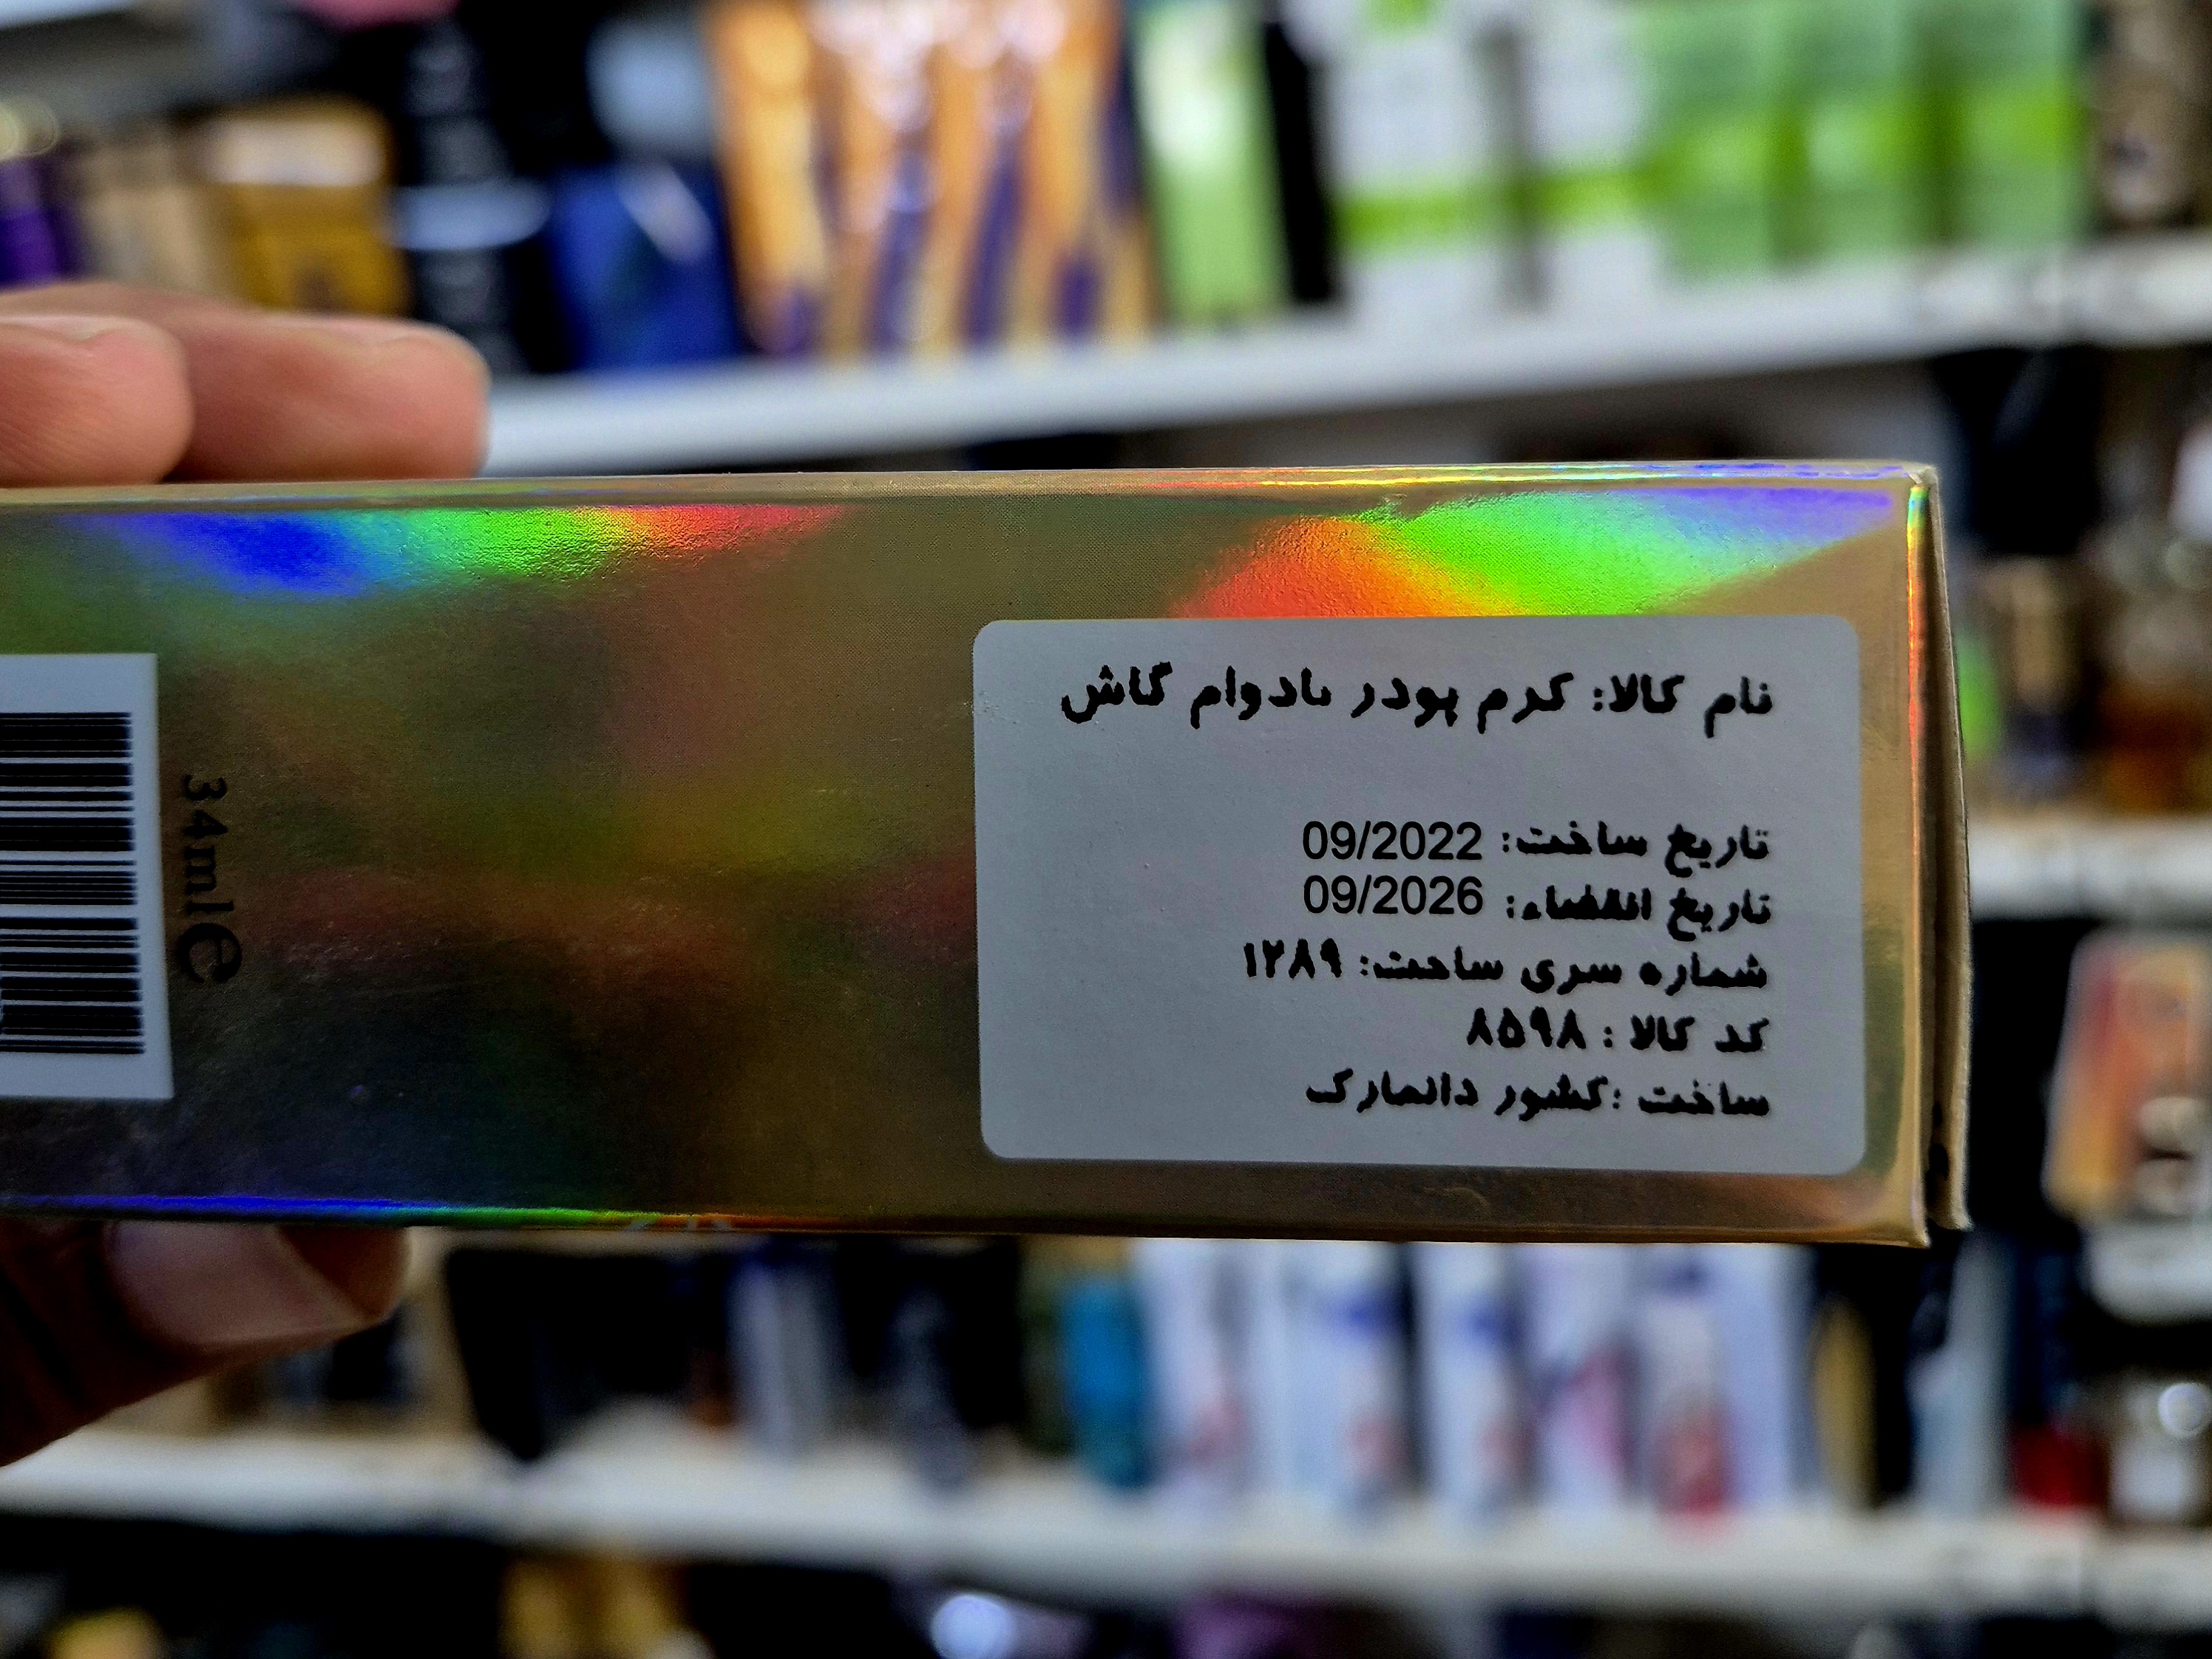 نام کالا: کرم پودر بادوام گاش
تاریخ ساخت: 09/2022
تاریخ انقضاء: 09/2026
شماره سری ساخت: ۱۲۸۹
کد کالا : ۸۵۹۸
ساخت :کشور دانمارک
34ml e